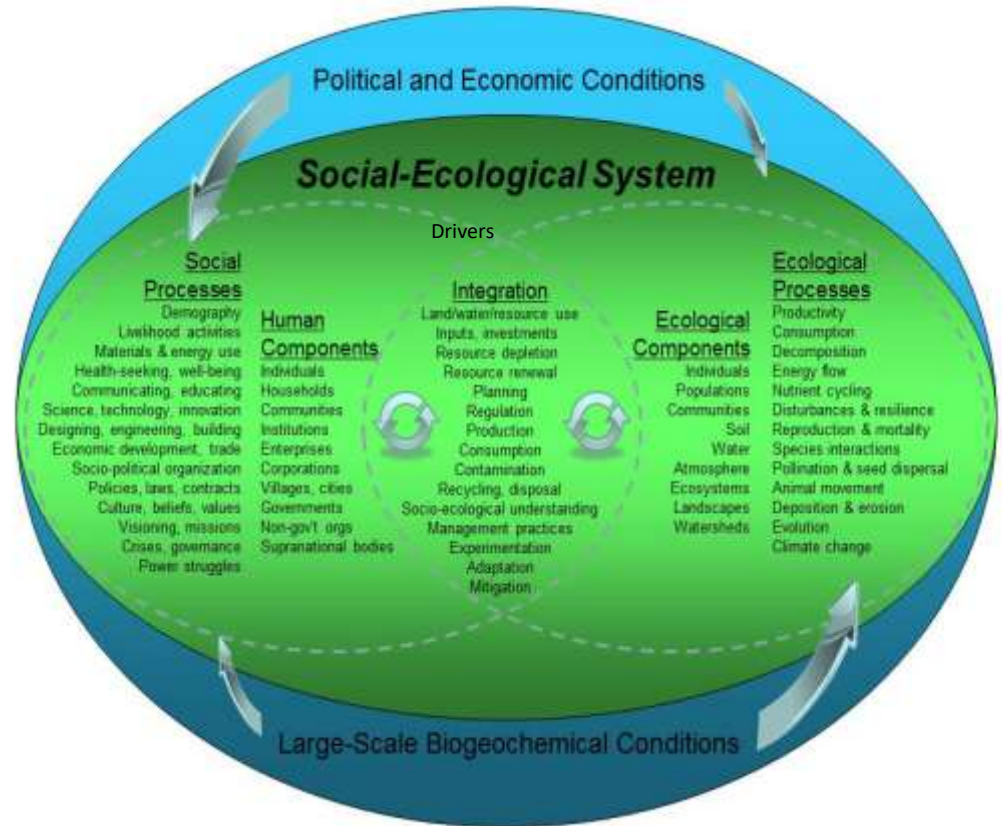 Political and Economic Conditions
Social-Ecological System
Drivers
Social
Processes
Demography
Livelihood activities
Materials & energy use
Health-seeking, well-being
Communicating, educating
Science, technology, innovation
Designing, engineering, building
Economic development, trade
Socio-political organization
Policies, laws, contracts
Culture, beliefs, values
Visioning, missions
Crises, governance
Power struggles
Human
Components
Individuals
Households
Communities
Institutions
Enterprises
Corporations
Villages, cities
Governments
Non-gov't orgs
Supranational bodies
Integration
Land/water/resource use
Inputs, investments
Resource depletion
Resource renewal
Planning
Regulation
Production
Consumption
Contamination
Recycling, disposal
Socio-ecological understanding
Management practices
Experimentation
Adaptation
Mitigation
Ecological
Components
Individuals
Populations
Communities
Soil
Water
Atmosphere
Ecosystems
Landscapes
Watersheds
Ecological
Processes
Productivity
Consumption
Decomposition
Energy flow
Nutrient cycling
Disturbances & resilience
Reproduction & mortality
Species interactions
Pollination & seed dispersal
Animal movement
Deposition & erosion
Evolution
Climate change
Large-Scale Biogeochemical Conditions